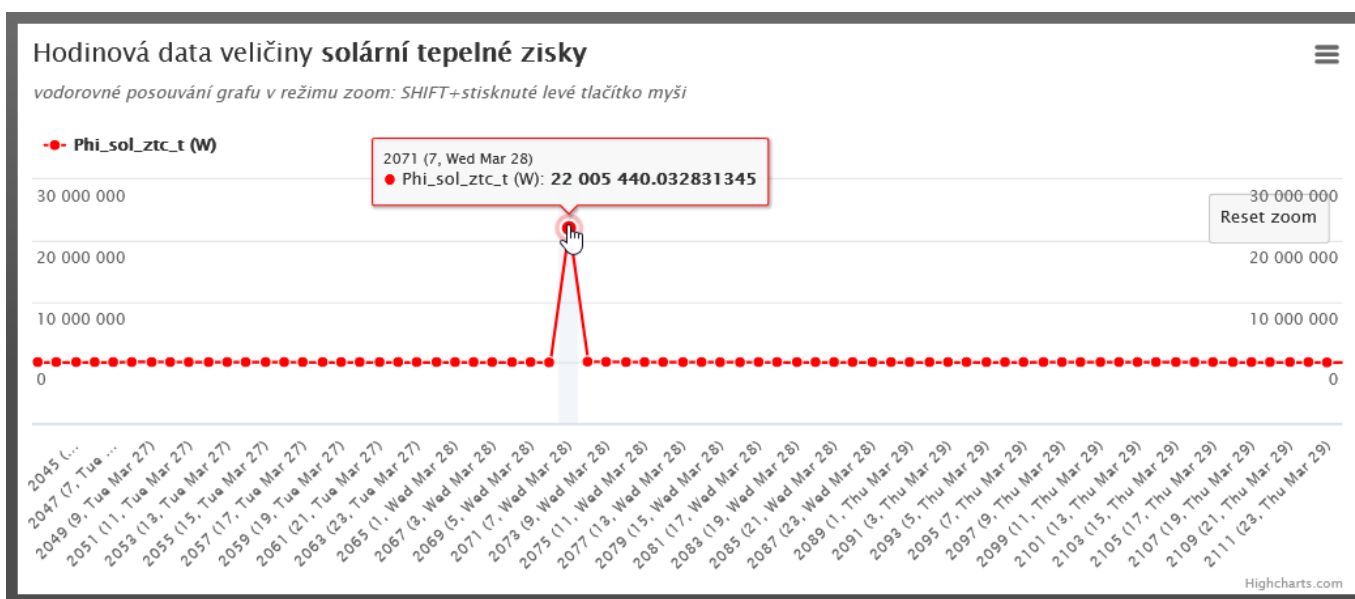 Hodinová data veličiny solární tepelné zisky
vodorovné posouvání grafu v režimu zoom: SHIFT+stisknuté levé tlačítko myši
Phi_sol_ztc_t (W)
2071 (7, Wed Mar 28)
Phi_sol_ztc_t (W): 22 005 440.032831345
30 000 000
30 000 000
Reset zoom
20 000 000
20 000 000
10 000 000
10 000 000
0
0
2045 (...
2047 (7, Tue ...
2049 (9, Tue Mar 27)
2051 (11, Tue Mar 27)
2053 (13, Tue Mar 27)
2055 (15, Tue Mar 27)
2057 (17, Tue Mar 27)
2059 (19, Tue Mar 27)
2061 (21, Tue Mar 27)
2063 (23, Tue Mar 27)
2065 (1, Wed Mar 28)
2067 (3, Wed Mar 28)
2069 (5, Wed Mar 28)
2071 (7, Wed Mar 28)
2073 (9, Wed Mar 28)
2075 (11, Wed Mar 28)
2077 (13, Wed Mar 28)
2079 (15, Wed Mar 28)
2081 (17, Wed Mar 28)
2083 (19, Wed Mar 28)
2085 (21, Wed Mar 28)
2087 (23, Wed Mar 28)
2089 (1, Thu Mar 29)
2091 (3, Thu Mar 29)
2093 (5, Thu Mar 29)
2095 (7, Thu Mar 29)
2097 (9, Thu Mar 29)
2099 (11, Thu Mar 29)
2101 (13, Thu Mar 29)
2103 (15, Thu Mar 29)
2105 (17, Thu Mar 29)
2107 (19, Thu Mar 29)
2109 (21, Thu Mar 29)
2111 (23, Thu Mar 29)
Highcharts.com